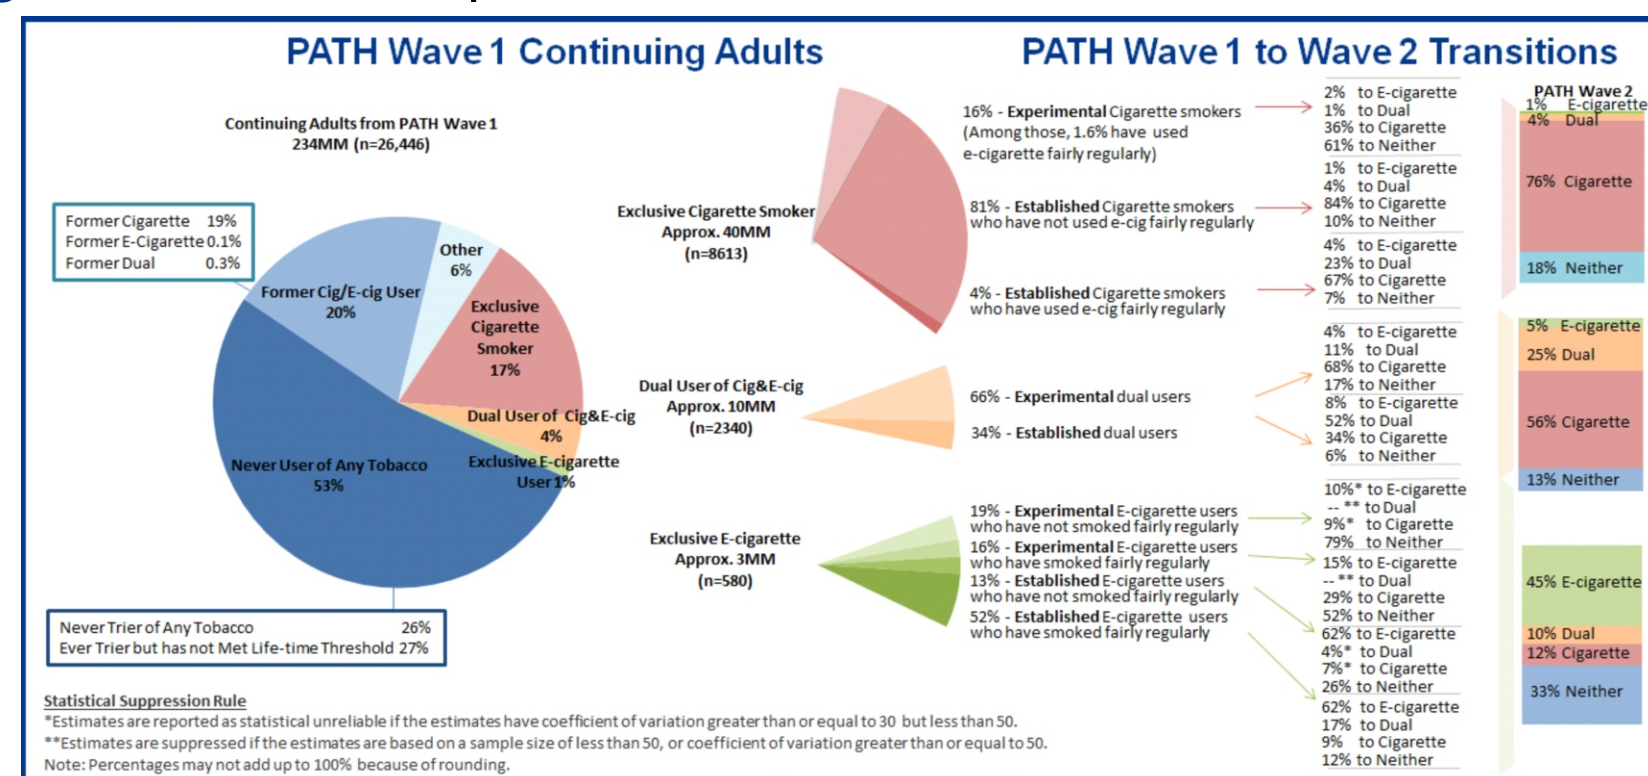 PATH Wave 1 Continuing Adults
Continuing Adults from PATH Wave 1
234MM (n=26,446)
Former Cigarette 19%
Former E-Cigarette 0.1%
Former Dual 0.3%
Former Cig/E-cig User
20%
Other
6%
Exclusive
Cigarette
Smoker
17%
Dual User of Cig&E-cig
4%
Exclusive E-cigarette
User 1%
Never User of Any Tobacco
53%
Never Trier of Any Tobacco 26%
Ever Trier but has not Met Life-time Threshold 27%
PATH Wave 1 to Wave 2 Transitions
Exclusive Cigarette Smoker
Approx. 40MM
(n=8613)
16% - Experimental Cigarette smokers
(Among those, 1.6% have used
e-cigarette fairly regularly)
81% - Established Cigarette smokers
who have not used e-cig fairly regularly
4% - Established Cigarette smokers
who have used e-cig fairly regularly
2% to E-cigarette
1% to Dual
36% to Cigarette
61% to Neither
1% to E-cigarette
4% to Dual
84% to Cigarette
10% to Neither
4% to E-cigarette
23% to Dual
67% to Cigarette
7% to Neither
PATH Wave 2
1% E-cigarette
4% Dual
76% Cigarette
18% Neither
Dual User of Cig&E-cig
Approx. 10MM
(n=2340)
66% - Experimental dual users
34% - Established dual users
4% to E-cigarette
11% to Dual
68% to Cigarette
17% to Neither
8% to E-cigarette
52% to Dual
34% to Cigarette
6% to Neither
5% E-cigarette
25% Dual
56% Cigarette
13% Neither
Exclusive E-cigarette
Approx. 3MM
(n=580)
19% - Experimental E-cigarette users
who have not smoked fairly regularly
16% - Experimental E-cigarette users
who have smoked fairly regularly
13% - Established E-cigarette users
who have not smoked fairly regularly
52% - Established E-cigarette users
who have smoked fairly regularly
10%* to E-cigarette
-- ** to Dual
9%* to Cigarette
79% to Neither
15% to E-cigarette
-- ** to Dual
29% to Cigarette
52% to Neither
62% to E-cigarette
4%* to Dual
7%* to Cigarette
26% to Neither
62% to E-cigarette
17% to Dual
9% to Cigarette
12% to Neither
45% E-cigarette
10% Dual
12% Cigarette
33% Neither
Statistical Suppression Rule
*Estimates are reported as statistical unreliable if the estimates have coefficient of variation greater than or equal to 30 but less than 50.
**Estimates are suppressed if the estimates are based on a sample size of less than 50, or coefficient of variation greater than or equal to 50.
Note: Percentages may not add up to 100% because of rounding.